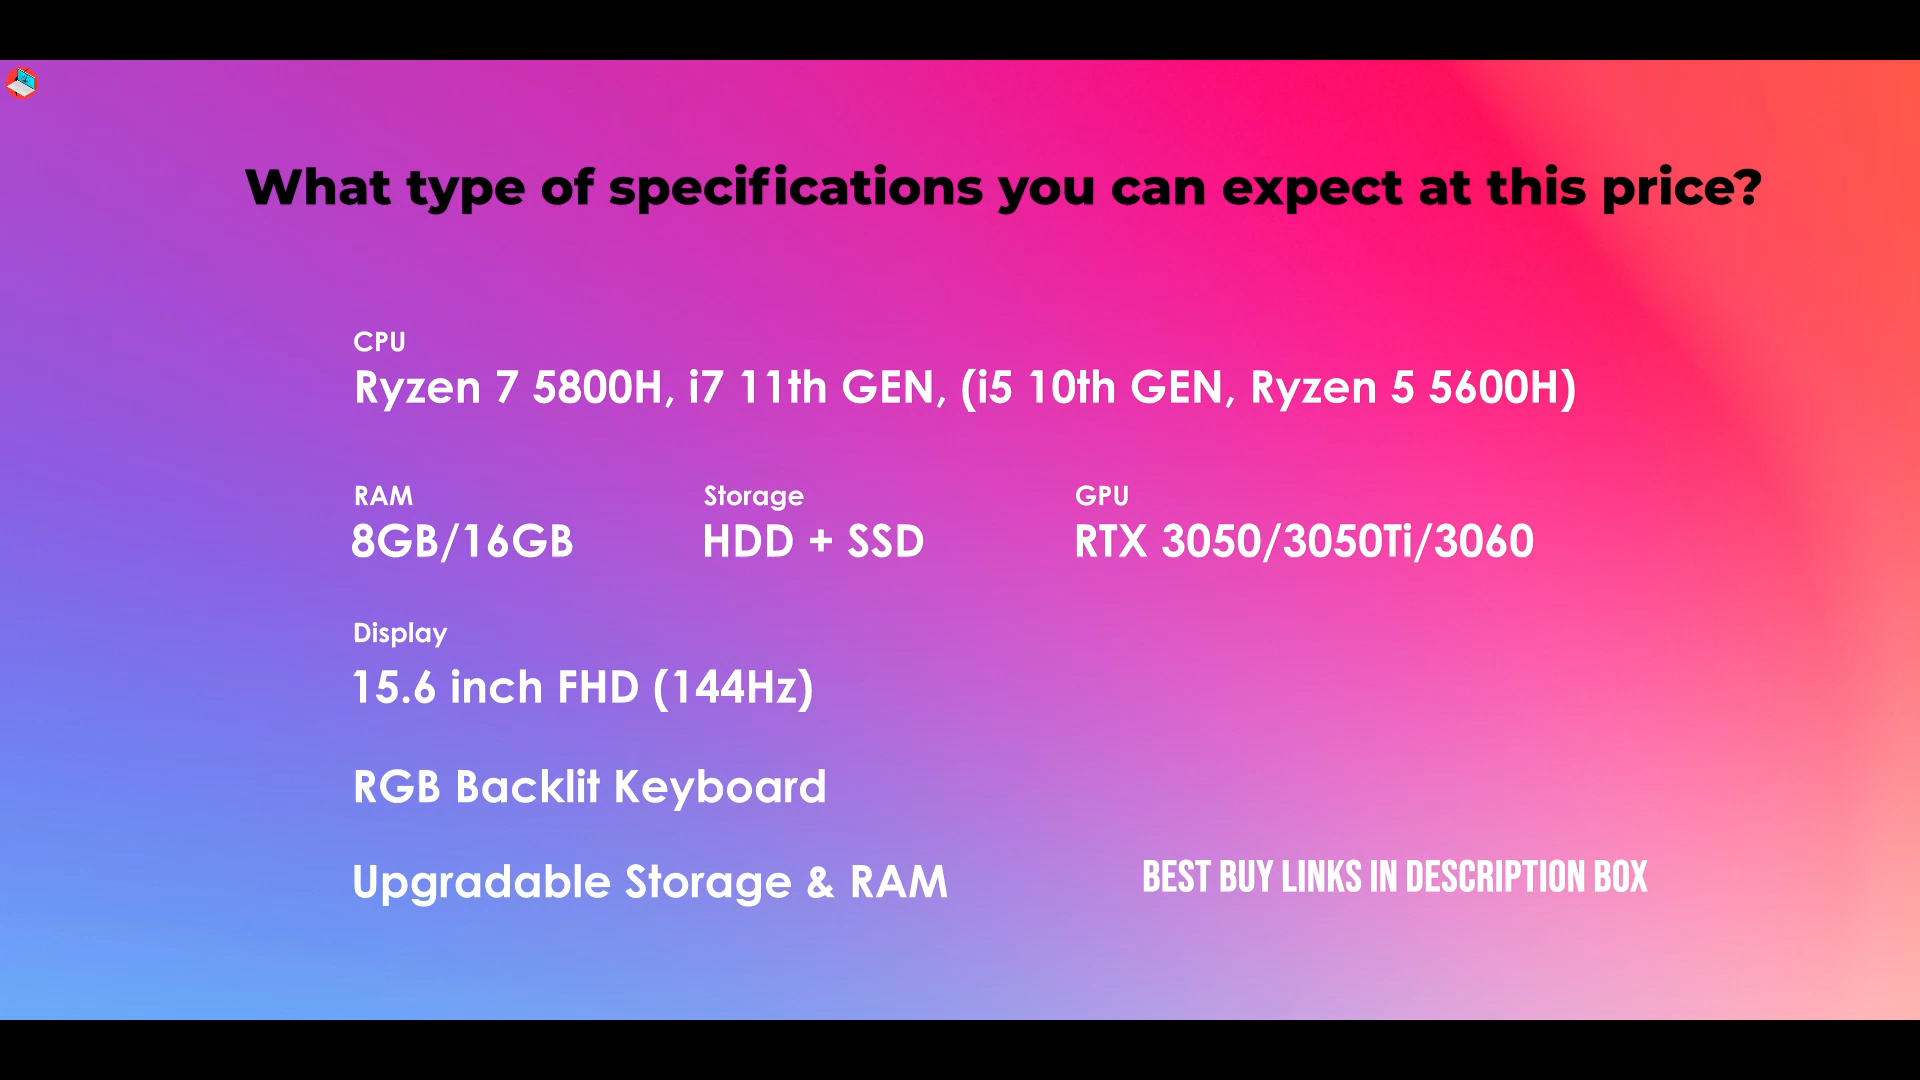 What type of specifications you can expect at this price?
CPU
Ryzen 7 5800H, i7 11th GEN, (i5 10th GEN, Ryzen 5 5600H)
RAM
8GB/16GB
Storage
HDD + SSD
GPU
RTX 3050/3050Ti/3060
Display
15.6 inch FHD (144Hz)
RGB Backlit Keyboard
Upgradable Storage & RAM
BEST BUY LINKS IN DESCRIPTION BOX